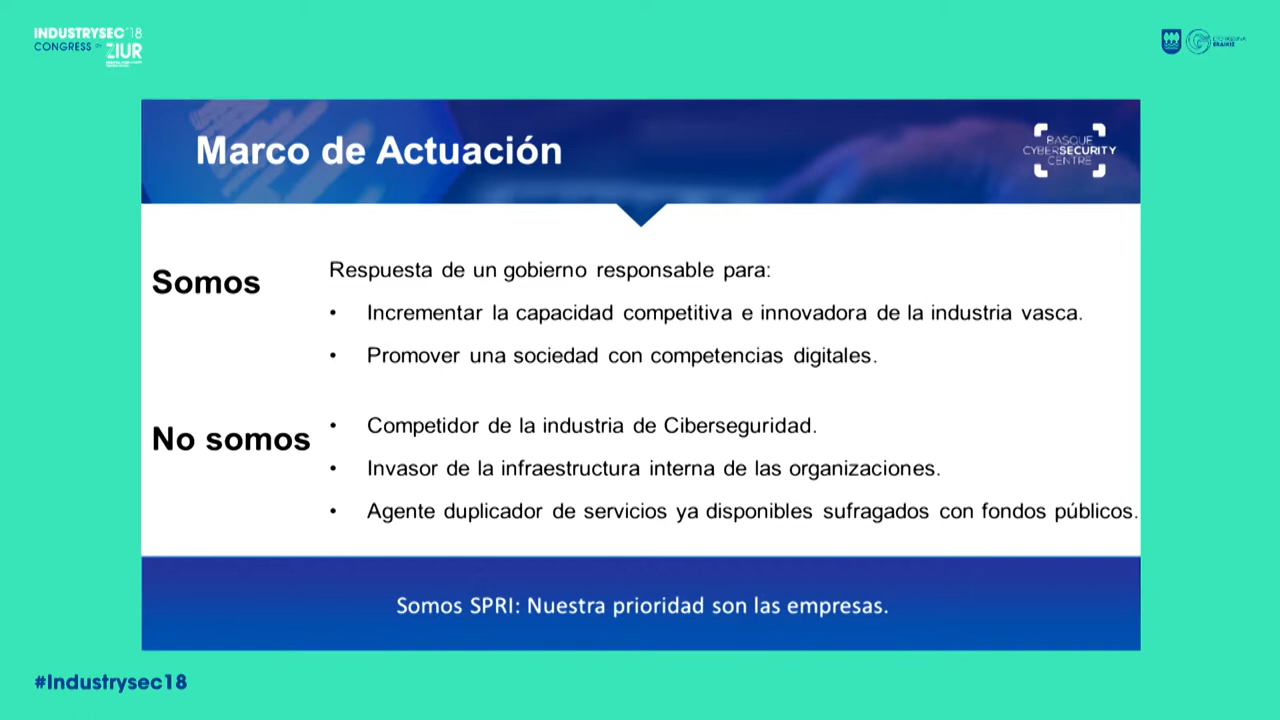 INDUSTRYSEC'18
CONGRESS BY ZIUR
Marco de Actuación
BASQUE
CYBERSECURITY
CENTRE
Somos
Respuesta de un gobierno responsable para:
• Incrementar la capacidad competitiva e innovadora de la industria vasca.
• Promover una sociedad con competencias digitales.
No somos
• Competidor de la industria de Ciberseguridad.
• Invasor de la infraestructura interna de las organizaciones.
• Agente duplicador de servicios ya disponibles sufragados con fondos públicos.
Somos SPRI: Nuestra prioridad son las empresas.
#Industrysec18